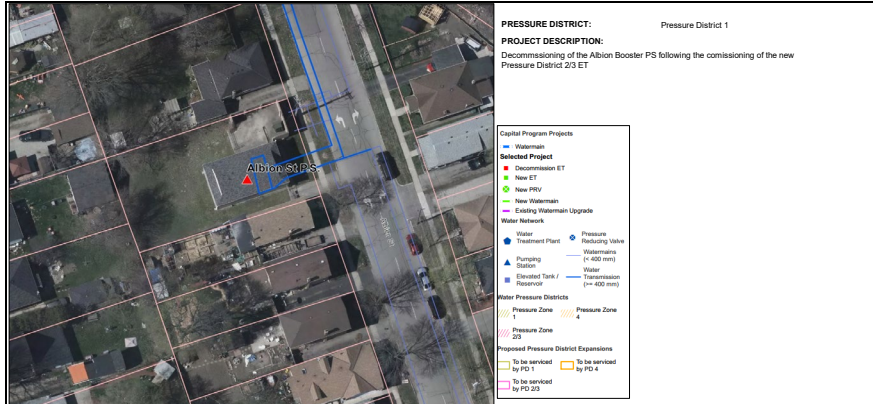 PRESSURE DISTRICT: Pressure District 1
PROJECT DESCRIPTION:
Decommssioning of the Albion Booster PS following the comissioning of the new
Pressure District 2/3 ET
Albion St P.S.
Capital Program Projects
Watermain
Selected Project
Decommission ET
New ET
New PRV
New Watermain
Existing Watermain Upgrade
Water Network
Water
Treatment Plant
Pressure
Reducing Valve
Pumping
Station
Watermains
(< 400 mm)
Elevated Tank /
Reservoir
Water
Transmission
(>= 400 mm)
Water Pressure Districts
Pressure Zone
1
Pressure Zone
4
Pressure Zone
2/3
Proposed Pressure District Expansions
To be serviced
by PD 1
To be serviced
by PD 4
To be serviced
by PD 2/3